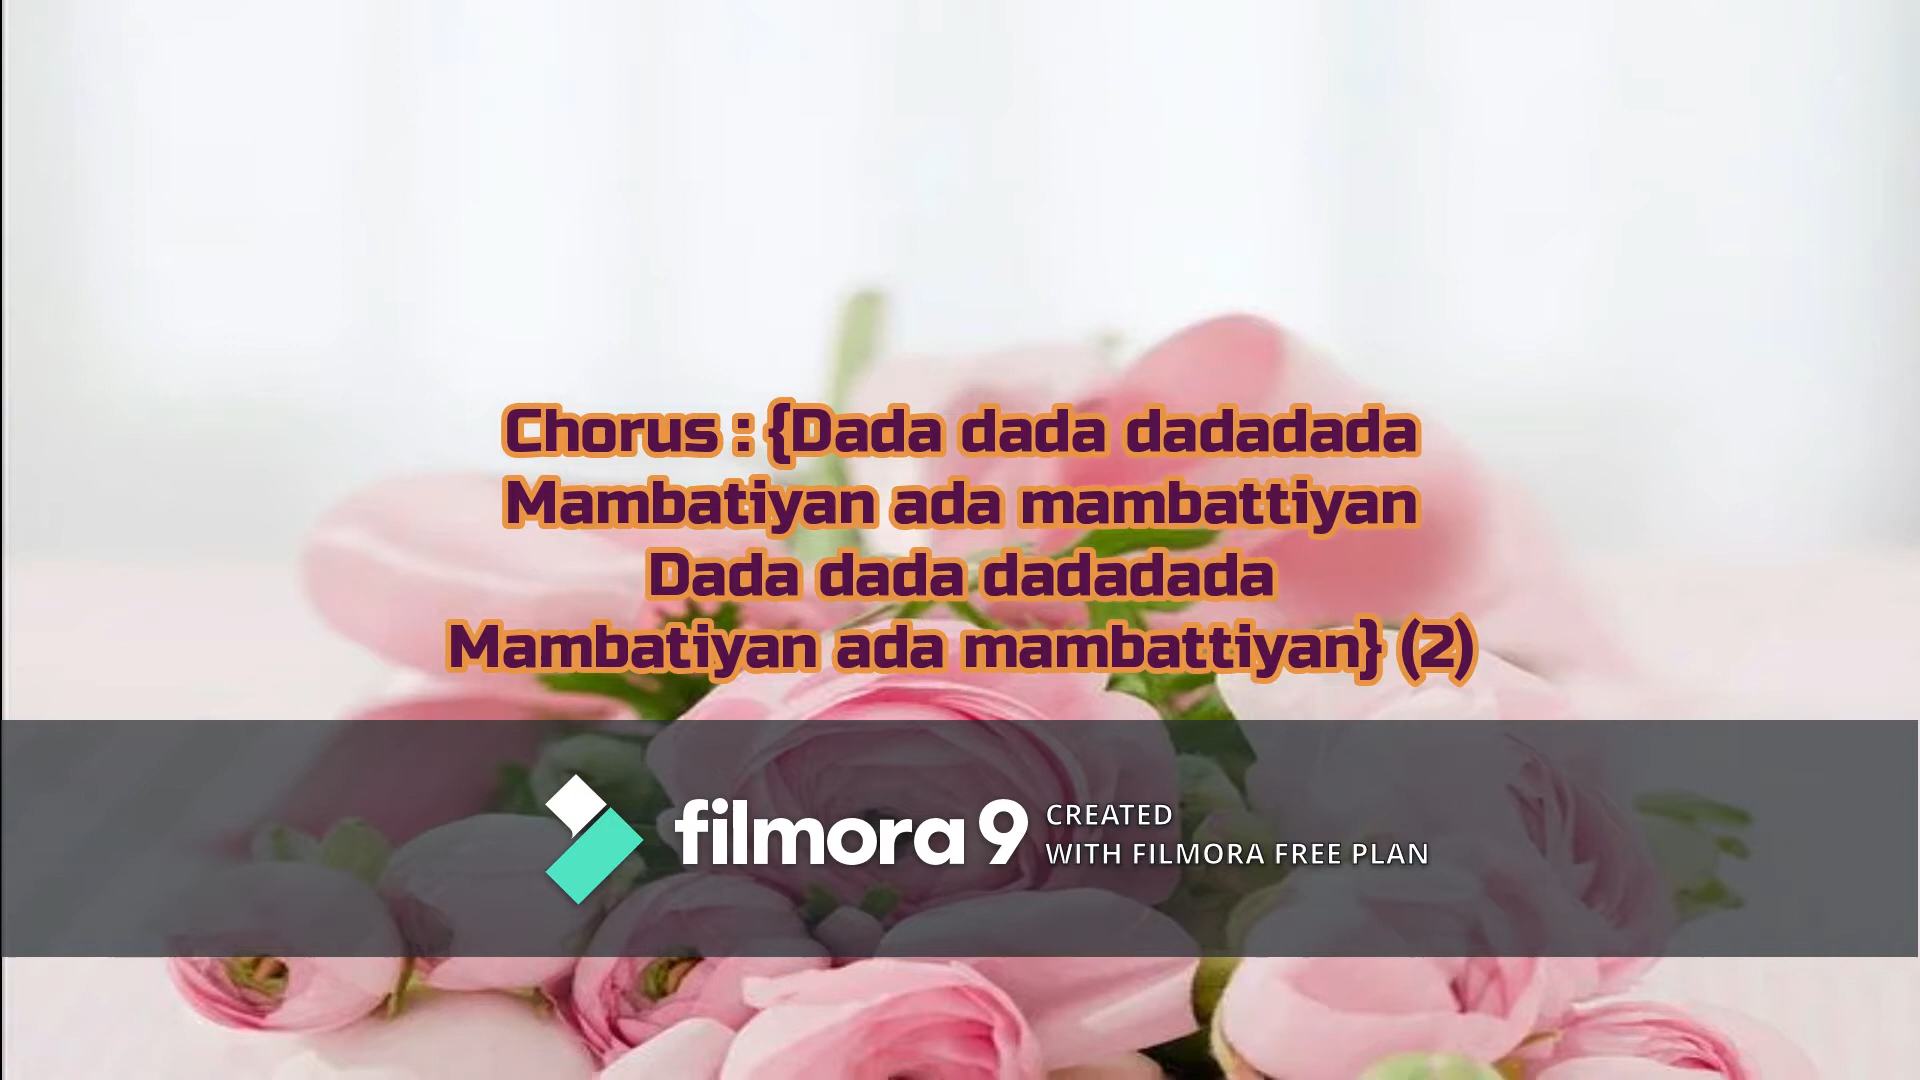 Chorus : {Dada dada dadadada
Mambatiyan ada mambattiyan
Dada dada dadadada
Mambatiyan ada mambattiyan} (2)
filmora 9
CREATED
WITH FILMORA FREE PLAN